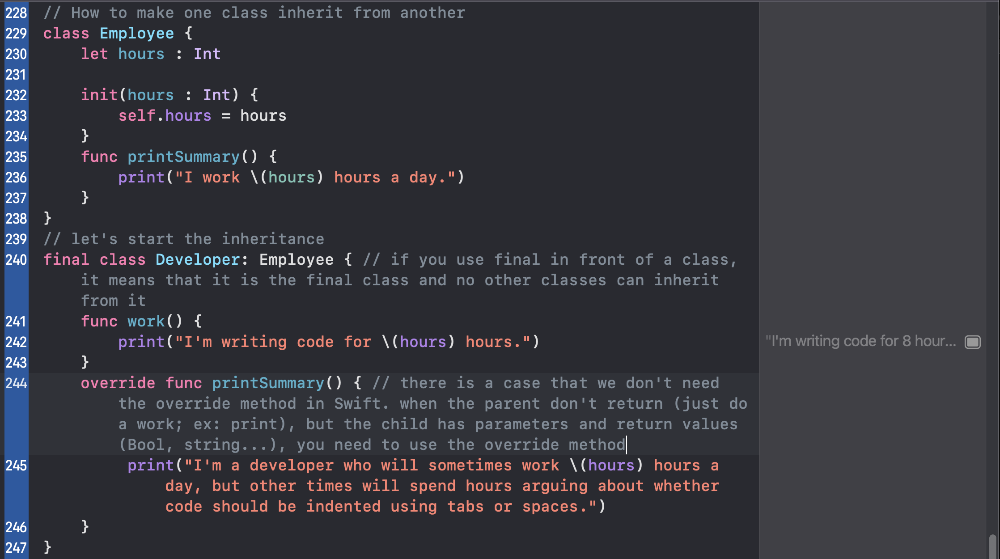 228 // How to make one class inherit from another
229 class Employee {
230 let hours : Int
231
232 init(hours : Int) {
233 self.hours = hours
234 }
235 func printSummary() {
236 print("I work \(hours) hours a day.")
237 }
238 }
239 // let's start the inheritance
240 final class Developer: Employee { // if you use final in front of a class,
it means that it is the final class and no other classes can inherit
from it
241 func work() {
242 print("I'm writing code for \(hours) hours.") "I'm writing code for 8 hour...
243 }
244 override func printSummary() { // there is a case that we don't need
the override method in Swift. when the parent don't return (just do
a work; ex: print), but the child has parameters and return values
(Bool, string...), you need to use the override method
245 print("I'm a developer who will sometimes work \(hours) hours a
day, but other times will spend hours arguing about whether
code should be indented using tabs or spaces.")
246 }
247 }